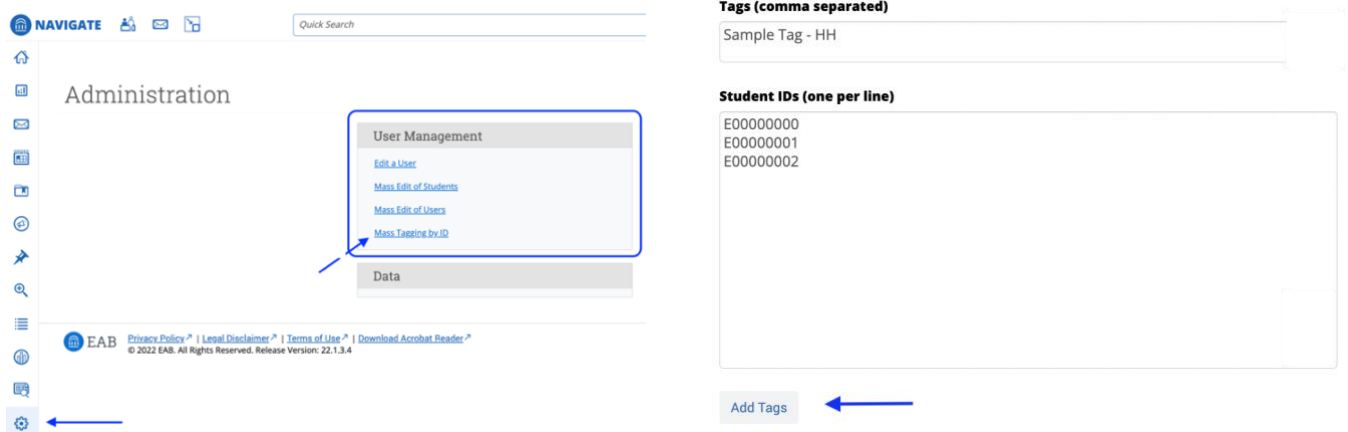 NAVIGATE
Quick Search
Administration
User Management
Edit a User
Mass Edit of Students
Mass Edit of Users
Mass Tagging by ID
Data
EAB
Privacy Policy | Legal Disclaimer | Terms of Use | Download Acrobat Reader
© 2022 EAB. All Rights Reserved. Release Version: 22.1.3.4
Tags (comma separated)
Sample Tag - HH
Student IDs (one per line)
E00000000
E00000001
E00000002
Add Tags